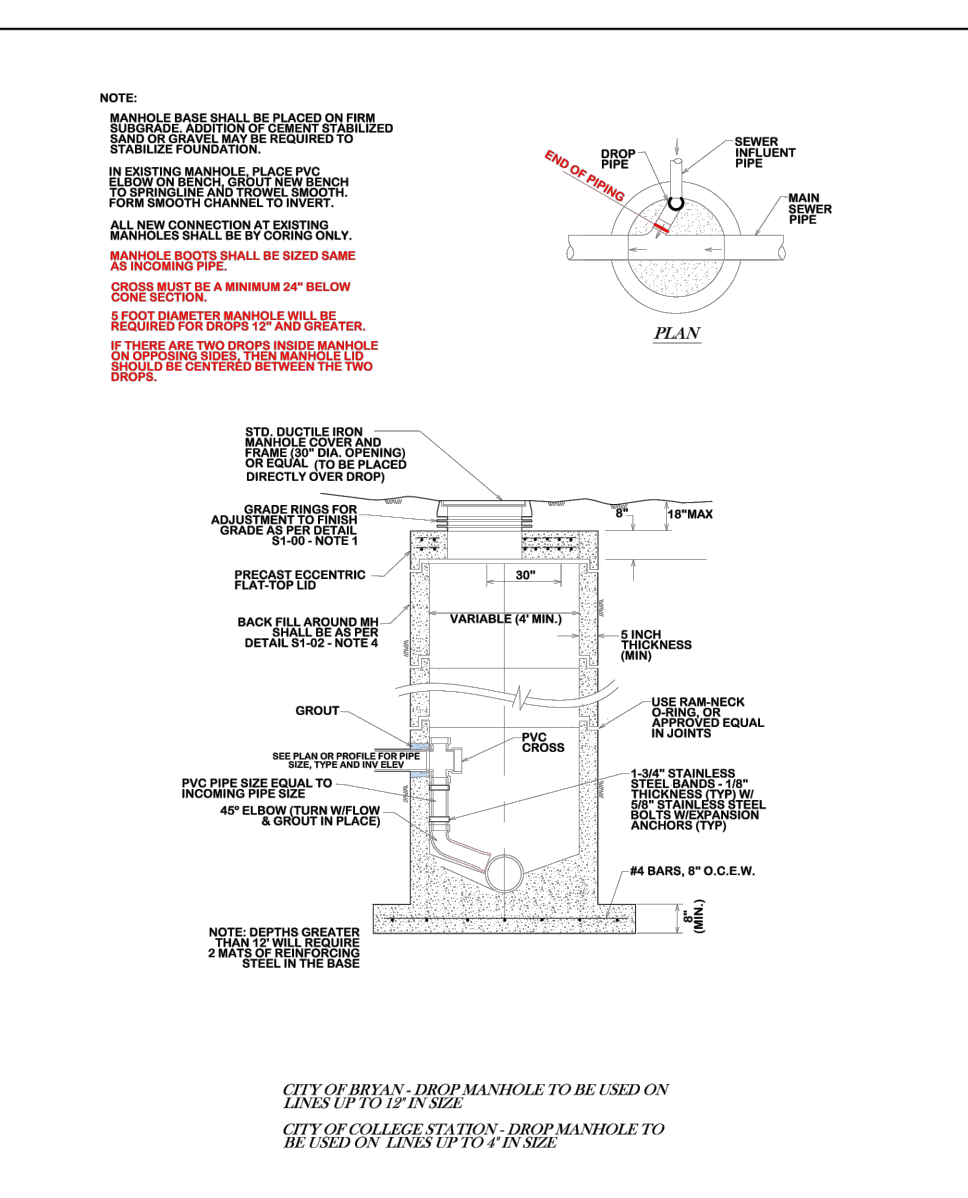 NOTE:
MANHOLE BASE SHALL BE PLACED ON FIRM
SUBGRADE. ADDITION OF CEMENT STABILIZED
SAND OR GRAVEL MAY BE REQUIRED TO
STABILIZE FOUNDATION.
IN EXISTING MANHOLE, PLACE PVC
ELBOW ON BENCH, GROUT NEW BENCH
TO SPRINGLINE AND TROWEL SMOOTH.
FORM SMOOTH CHANNEL TO INVERT.
ALL NEW CONNECTION AT EXISTING
MANHOLES SHALL BE BY CORING ONLY.
MANHOLE BOOTS SHALL BE SIZED SAME
AS INCOMING PIPE.
CROSS MUST BE A MINIMUM 24" BELOW
CONE SECTION.
5 FOOT DIAMETER MANHOLE WILL BE
REQUIRED FOR DROPS 12" AND GREATER.
IF THERE ARE TWO DROPS INSIDE MANHOLE
ON OPPOSING SIDES, THEN MANHOLE LID
SHOULD BE CENTERED BETWEEN THE TWO
DROPS.
END OF PIPING
DROP
PIPE
SEWER
INFLUENT
PIPE
MAIN
SEWER
PIPE
PLAN
STD. DUCTILE IRON
MANHOLE COVER AND
FRAME (30" DIA. OPENING)
OR EQUAL (TO BE PLACED
DIRECTLY OVER DROP)
GRADE RINGS FOR
ADJUSTMENT TO FINISH
GRADE AS PER DETAIL
S1-00 - NOTE 1
8"
18"MAX
PRECAST ECCENTRIC
FLAT-TOP LID
30"
BACK FILL AROUND MH
SHALL BE AS PER
DETAIL S1-02 - NOTE 4
VARIABLE (4' MIN.)
5 INCH
THICKNESS
(MIN)
GROUT
USE RAM-NECK
O-RING, OR
APPROVED EQUAL
IN JOINTS
PVC
CROSS
SEE PLAN OR PROFILE FOR PIPE
SIZE, TYPE AND INV ELEV
PVC PIPE SIZE EQUAL TO
INCOMING PIPE SIZE
45º ELBOW (TURN W/FLOW
& GROUT IN PLACE)
1-3/4" STAINLESS
STEEL BANDS - 1/8"
THICKNESS (TYP) W/
5/8" STAINLESS STEEL
BOLTS W/EXPANSION
ANCHORS (TYP)
#4 BARS, 8" O.C.E.W.
8"
(MIN.)
NOTE: DEPTHS GREATER
THAN 12' WILL REQUIRE
2 MATS OF REINFORCING
STEEL IN THE BASE
CITY OF BRYAN - DROP MANHOLE TO BE USED ON
LINES UP TO 12" IN SIZE
CITY OF COLLEGE STATION - DROP MANHOLE TO
BE USED ON LINES UP TO 4" IN SIZE